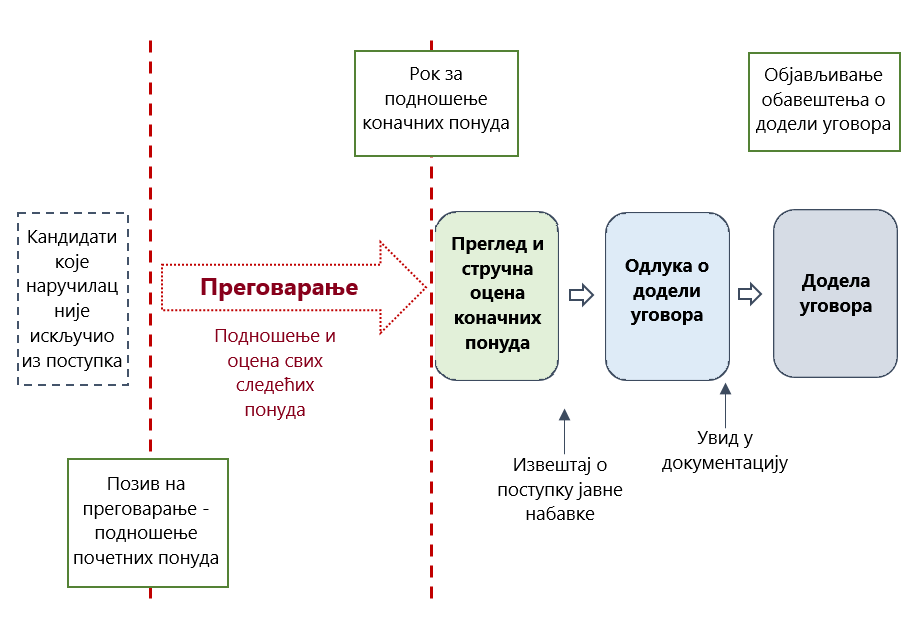 Рок за
подношење
коначних понуда
Објављивање
обавештења о
додели уговора
Кандидати
које
наручилац
није
искључио
из поступка
Преговарање
Подношење и
оцена свих
следећих
понуда
Преглед и
стручна
оцена
коначних
понуда
Одлука о
додели
уговора
Додела
уговора
Позив на
преговарање -
подношење
почетних понуда
Извештај о
поступку јавне
набавке
Увид у
документацију